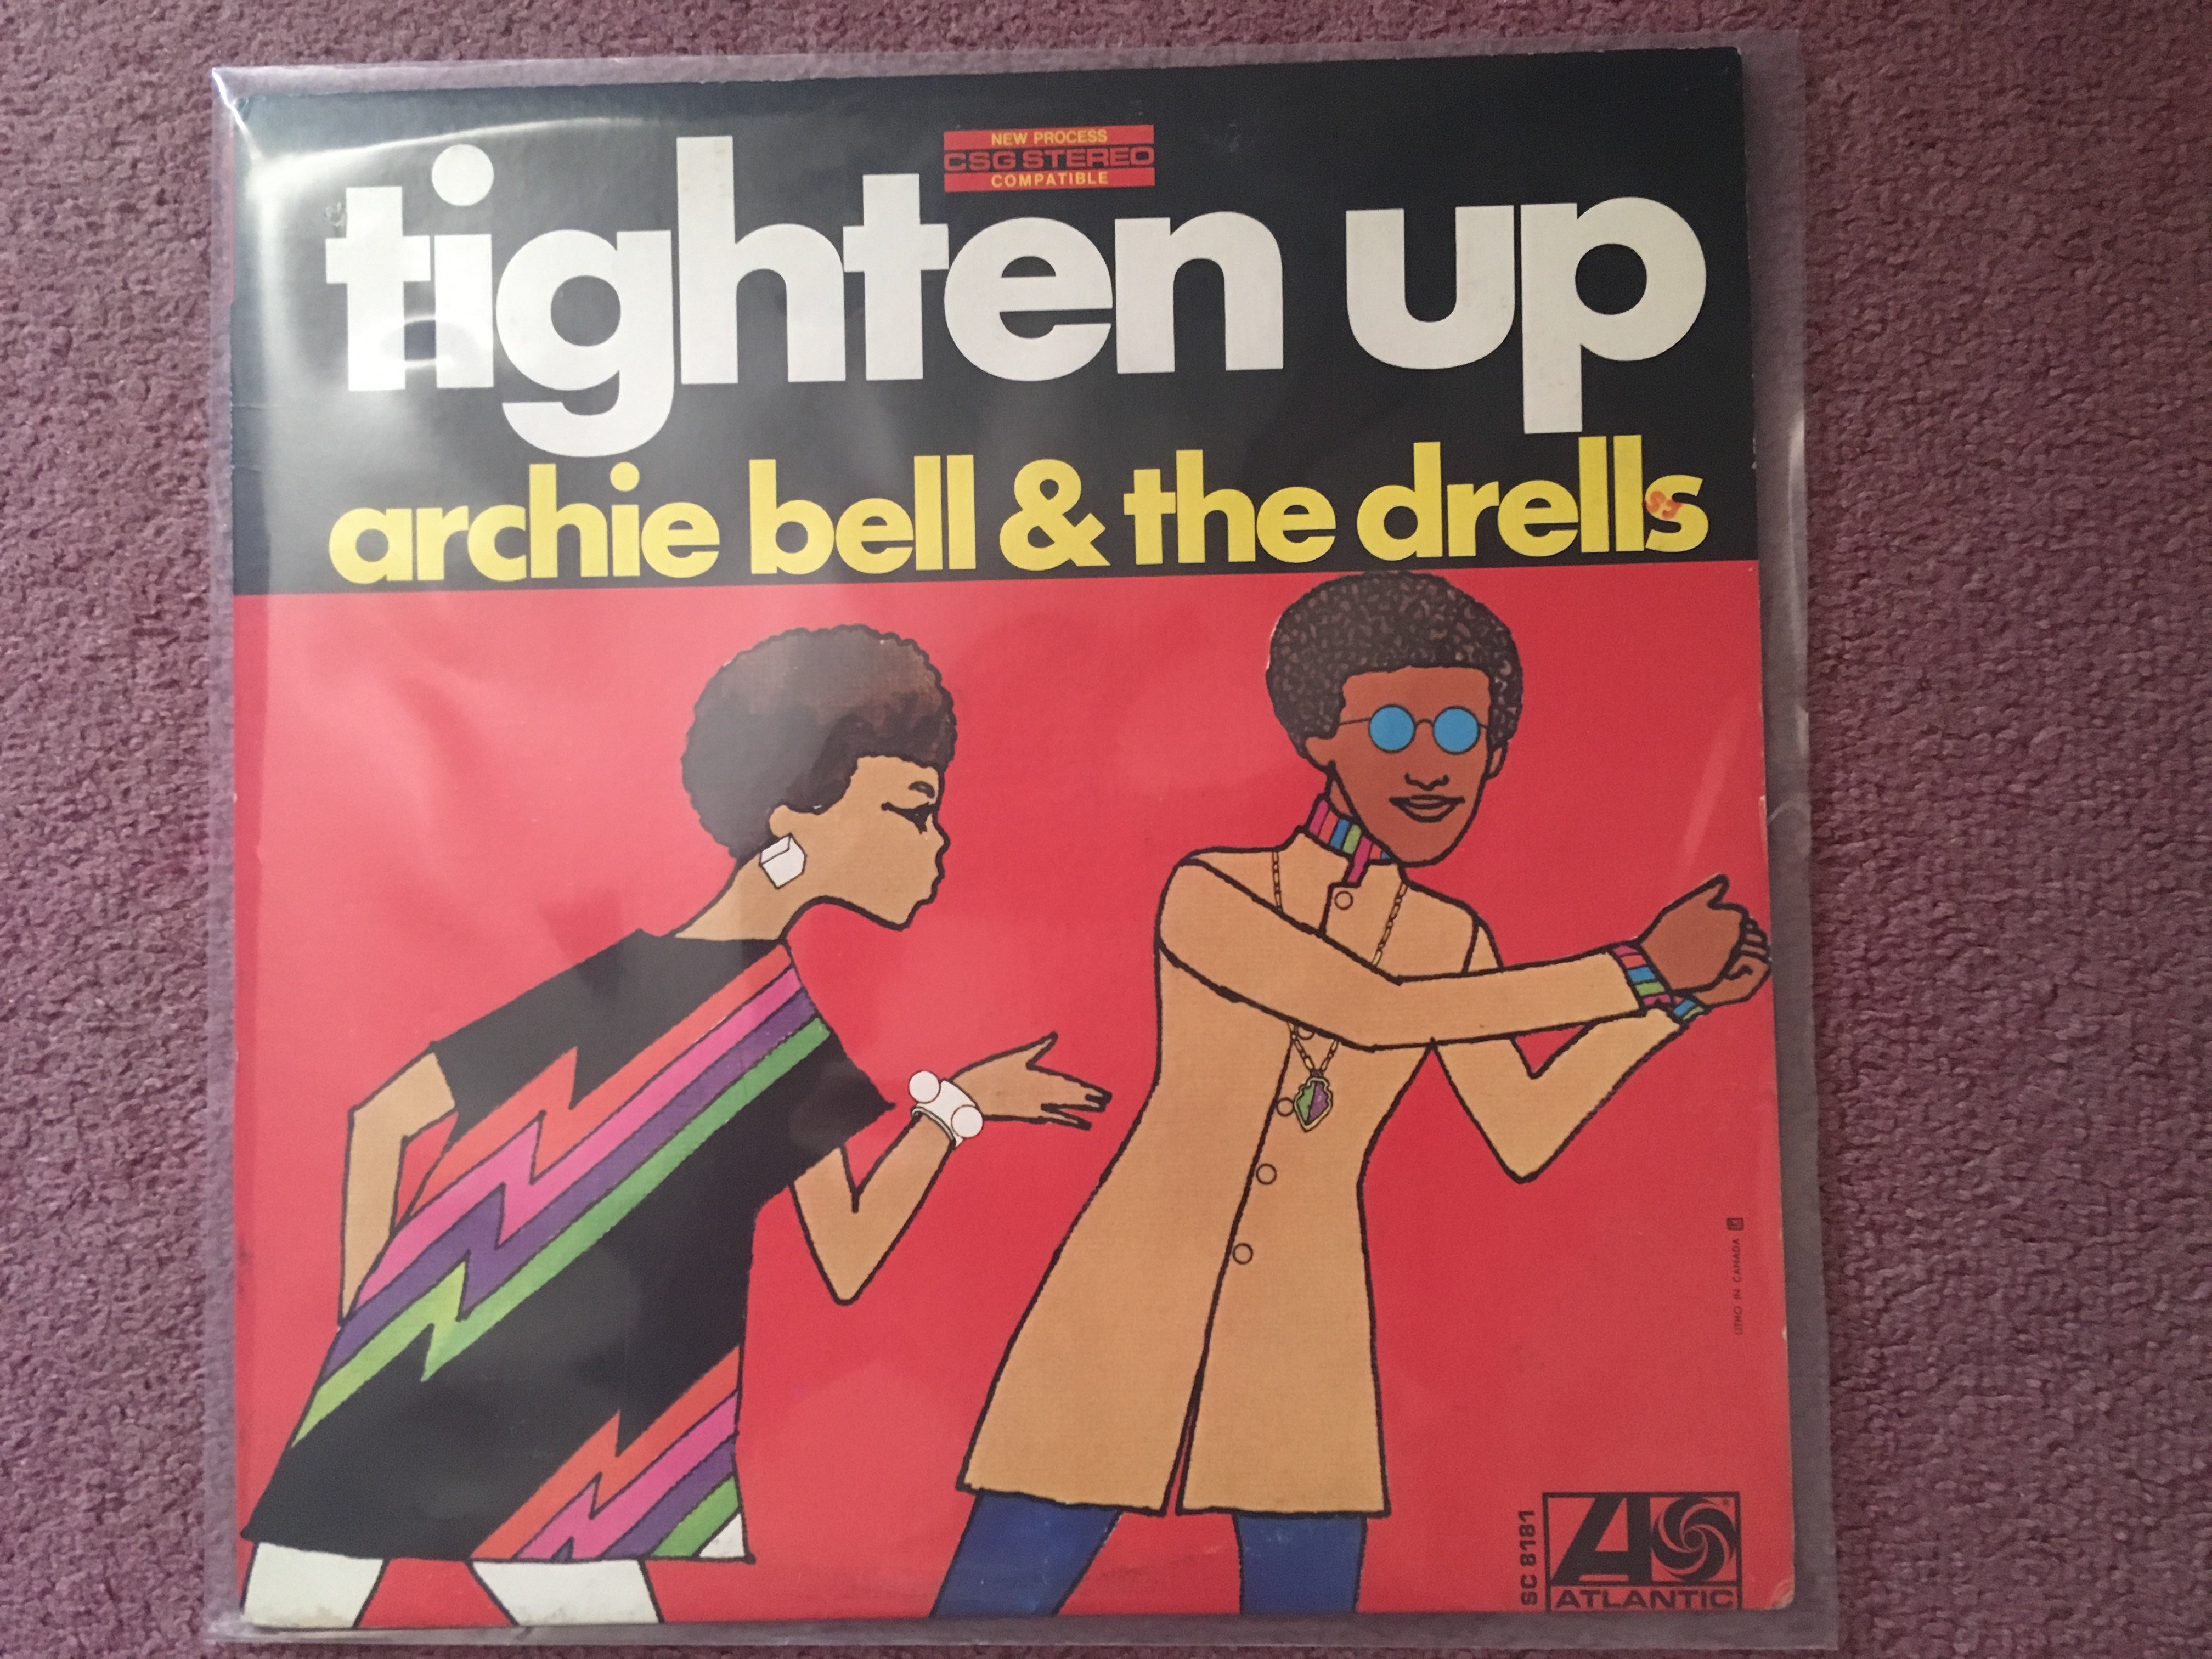 NEW PROCESS
CSG STEREO
COMPATIBLE
tighten up
archie bell & the drells
LITHO IN CANADA
SC 8181
ATLANTIC